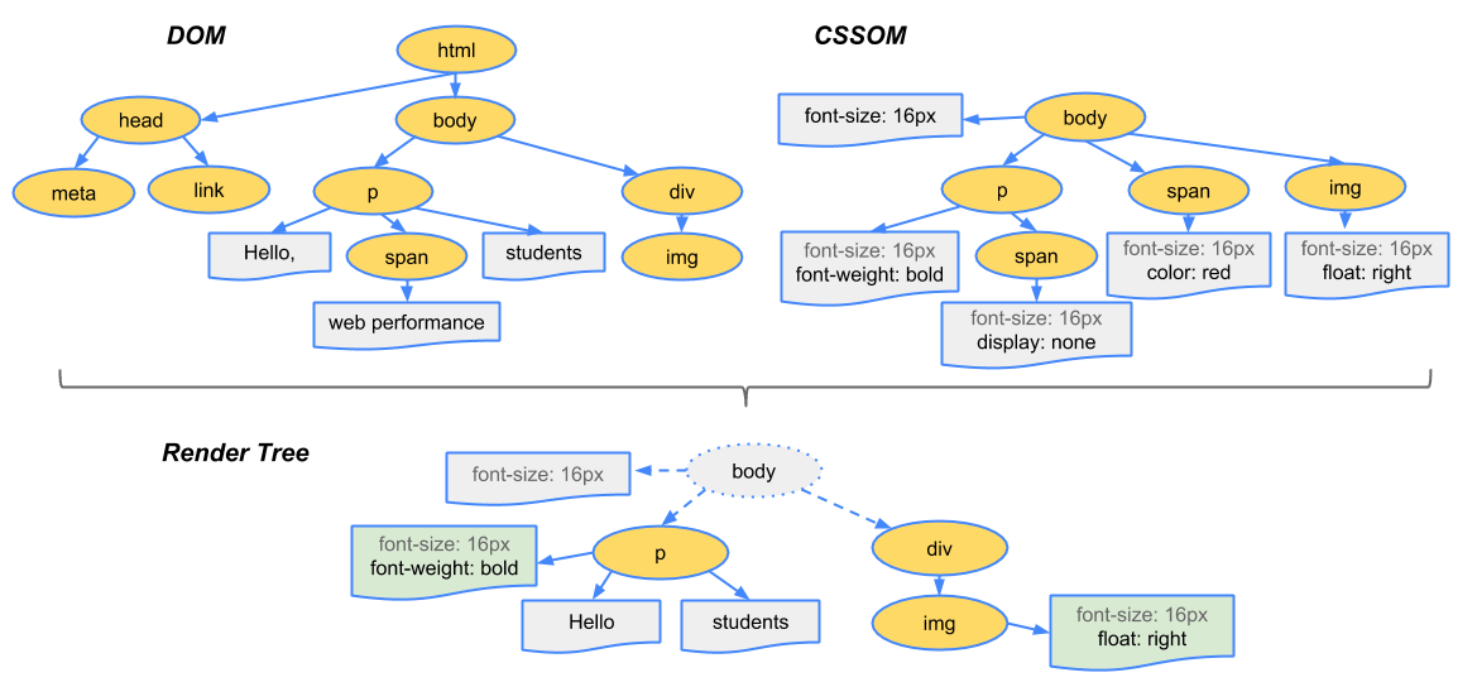 DOM
CSSOM
html
head
body
meta
link
p
div
Hello,
span
students
img
web performance
font-size: 16px
body
p
span
img
font-size: 16px
font-weight: bold
span
font-size: 16px
color: red
font-size: 16px
float: right
font-size: 16px
display: none
Render Tree
font-size: 16px
body
font-size: 16px
font-weight: bold
p
div
Hello
students
img
font-size: 16px
float: right